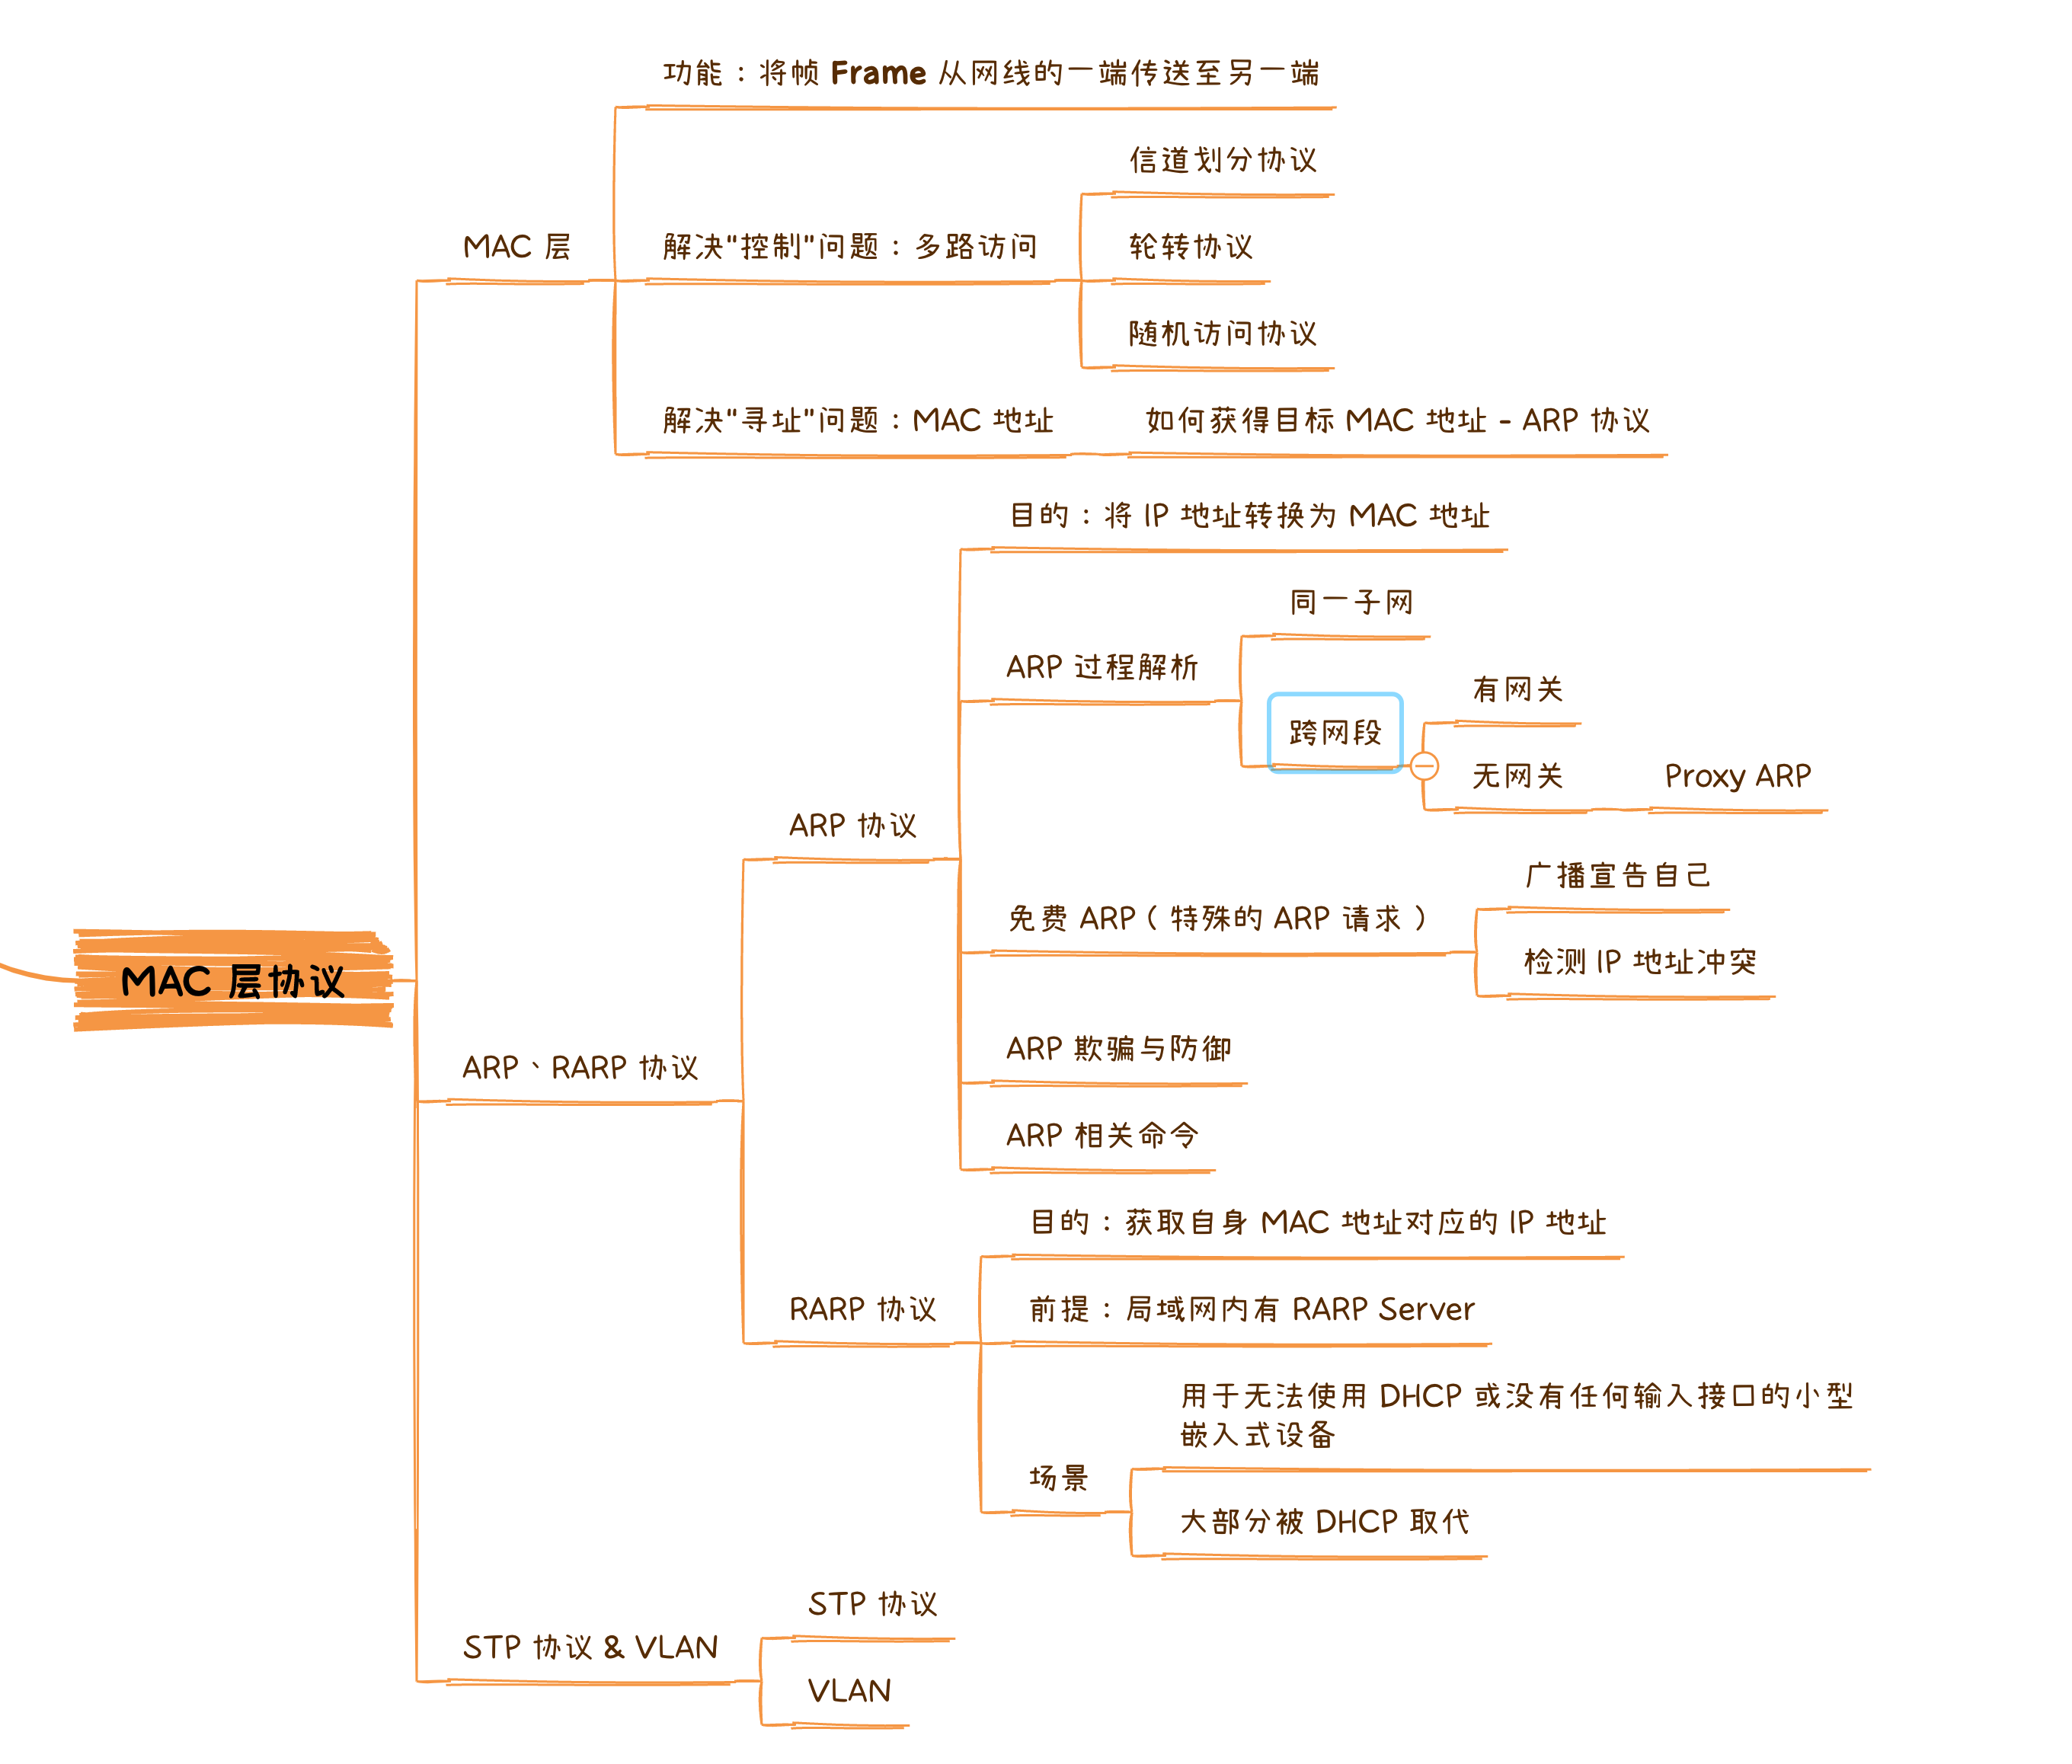 功能：将帧 Frame 从网线的一端传送至另一端
信道划分协议
MAC 层
解决"控制"问题：多路访问
轮转协议
随机访问协议
解决"寻址"问题：MAC 地址
如何获得目标 MAC 地址 - ARP 协议
目的：将 IP 地址转换为 MAC 地址
同一子网
ARP 过程解析
有网关
跨网段
无网关
Proxy ARP
ARP 协议
广播宣告自己
免费 ARP（特殊的 ARP 请求）
检测 IP 地址冲突
MAC 层协议
ARP 欺骗与防御
ARP、RARP 协议
ARP 相关命令
目的：获取自身 MAC 地址对应的 IP 地址
RARP 协议
前提：局域网内有 RARP Server
用于无法使用 DHCP 或没有任何输入接口的小型
嵌入式设备
场景
大部分被 DHCP 取代
STP 协议
STP 协议 & VLAN
VLAN